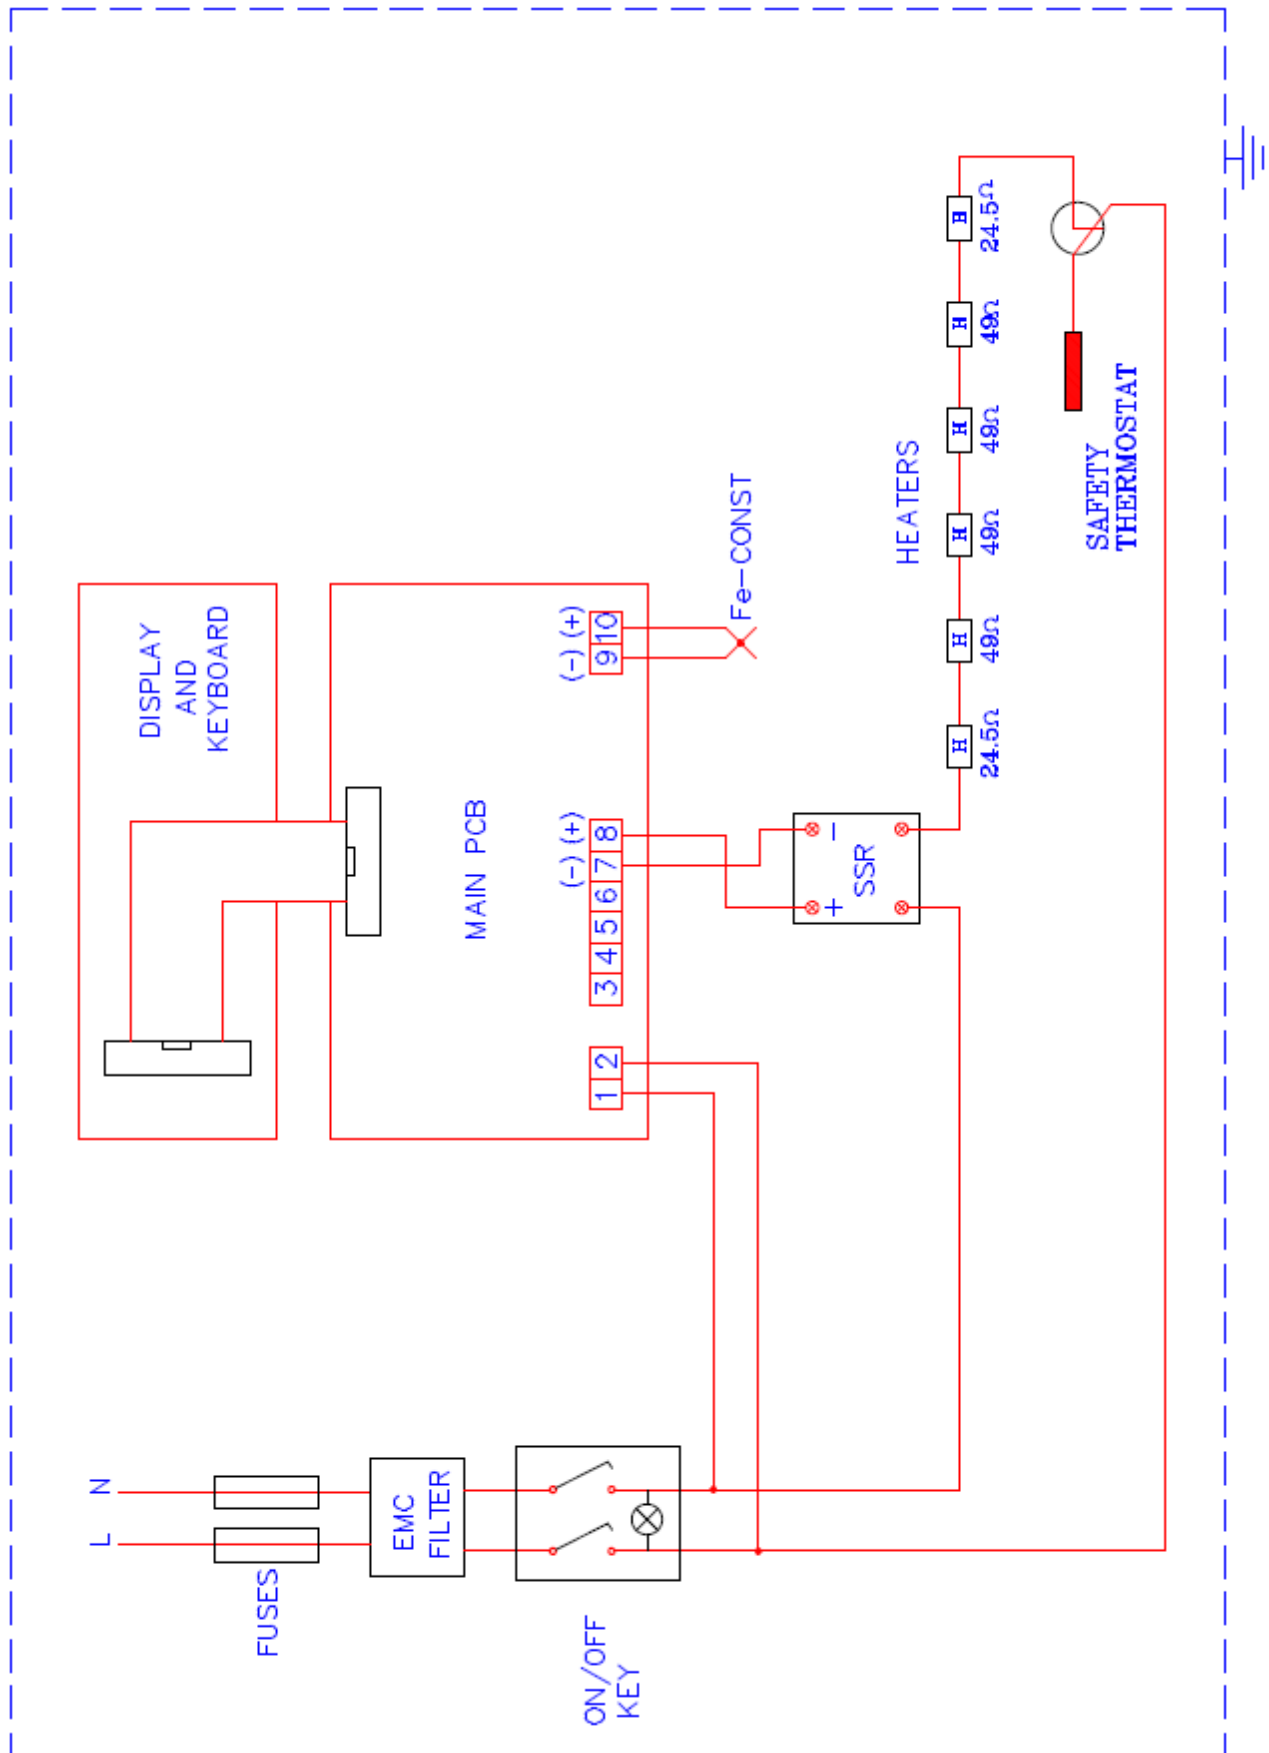 L
N
FUSES
EMC
FILTER
ON/OFF
KEY
DISPLAY
AND
KEYBOARD
MAIN PCB
1 2
3 4 5 6 7 8
(-) (+)
9 10
(-) (+)
Fe-CONST
+ -
SSR
HEATERS
H H H H H H
24.5Ω 49Ω 49Ω 49Ω 49Ω 24.5Ω
SAFETY
THERMOSTAT